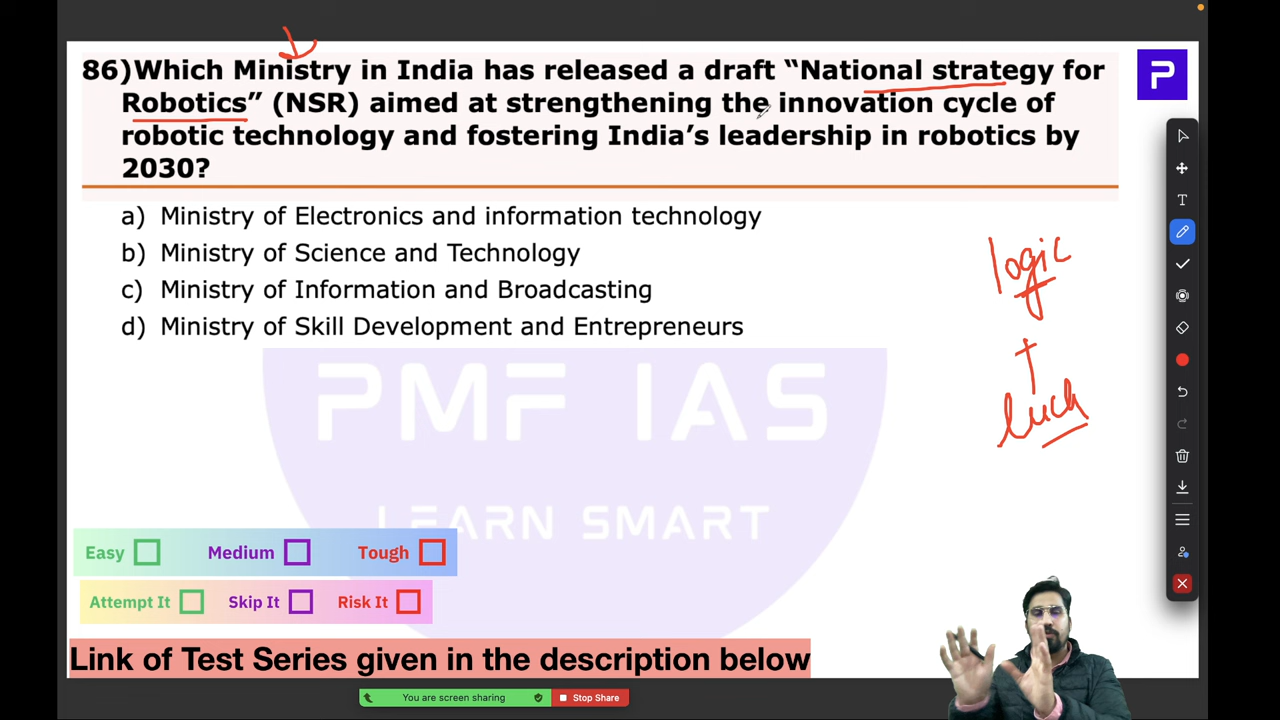 86)Which Ministry in India has released a draft “National strategy for
Robotics” (NSR) aimed at strengthening the innovation cycle of
robotic technology and fostering India’s leadership in robotics by
2030?
a) Ministry of Electronics and information technology
b) Ministry of Science and Technology
c) Ministry of Information and Broadcasting
d) Ministry of Skill Development and Entrepreneurs
logic
luck
PMF IAS
LEARN SMART
Easy Medium Tough
Attempt It Skip It Risk It
Link of Test Series given in the description below
You are screen sharing Stop Share
P
T